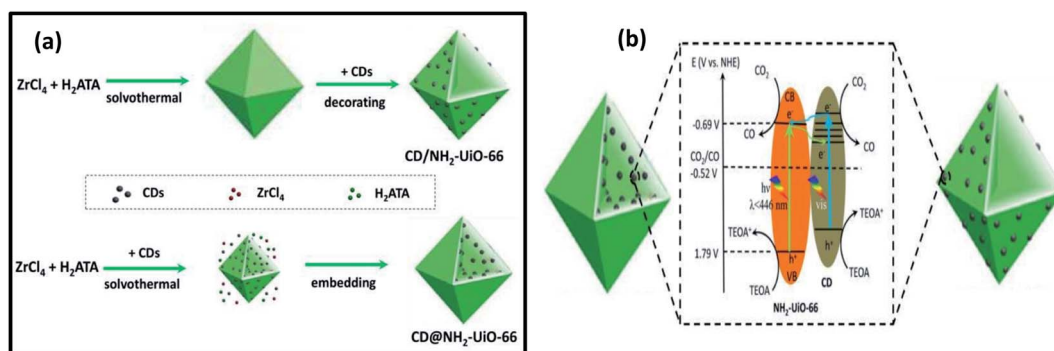 (a)
ZrCl₄ + H₂ATA
solvothermal
+ CDs
decorating
CD/NH₂-UiO-66
CDs
ZrCl₄
H₂ATA
ZrCl₄ + H₂ATA
+ CDs
solvothermal
embedding
CD@NH₂-UiO-66
(b)
E (V vs. NHE)
CO₂
CB
e⁻
-0.69 V
CO
CO₂/CO
-0.52 V
hν
λ<446 nm
TEOA⁺
1.79 V
h⁺
VB
TEOA
NH₂-UiO-66
CO₂
e⁻
e⁻
CO
vis
TEOA⁺
h⁺
CD
TEOA